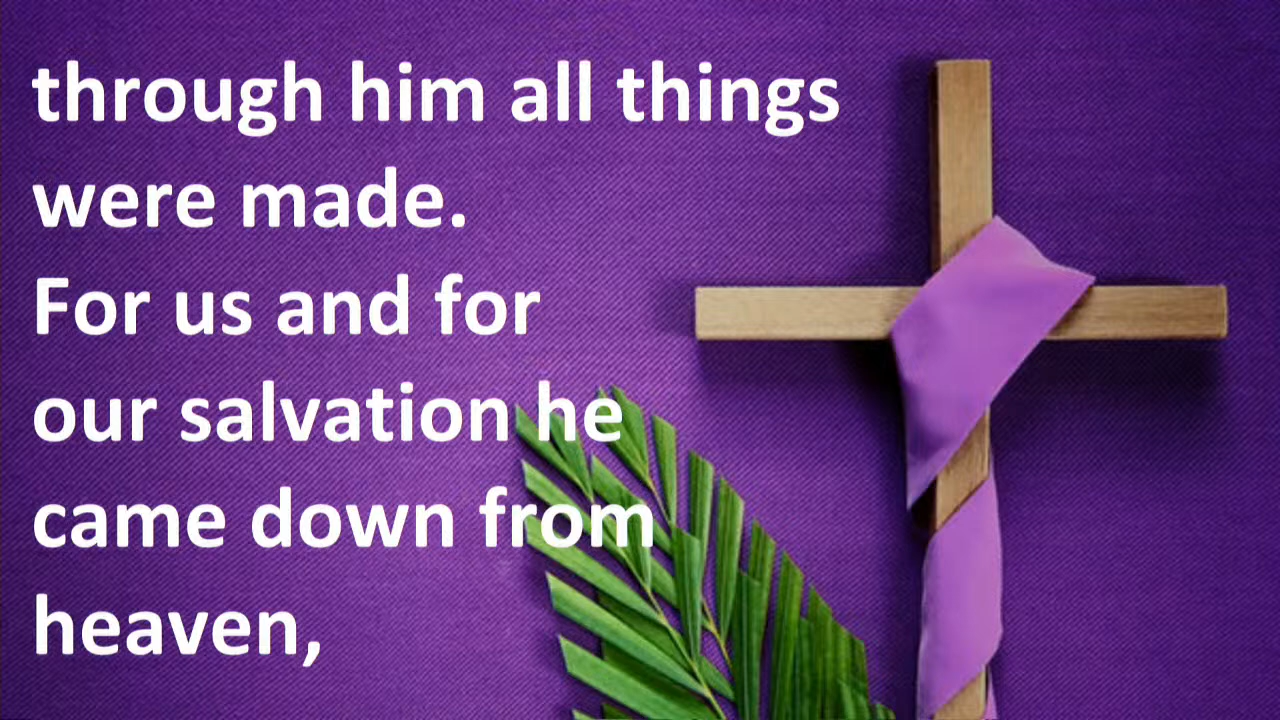 through him all things
were made.
For us and for
our salvation he
came down from
heaven,